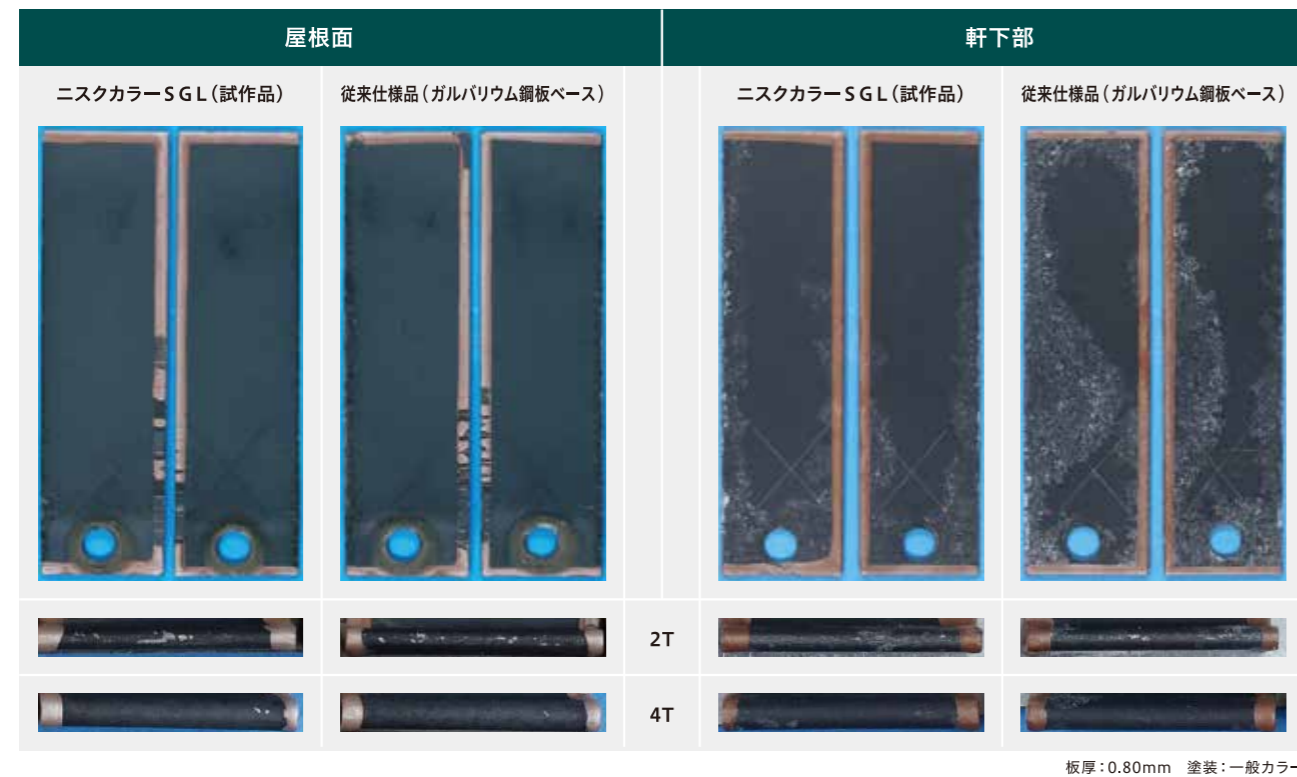 屋根面
軒下部
ニスクカラーSGL（試作品）
従来仕様品（ガルバリウム鋼板ベース）
ニスクカラーSGL（試作品）
従来仕様品（ガルバリウム鋼板ベース）
2T
4T
板厚：0.80mm　塗装：一般カラー